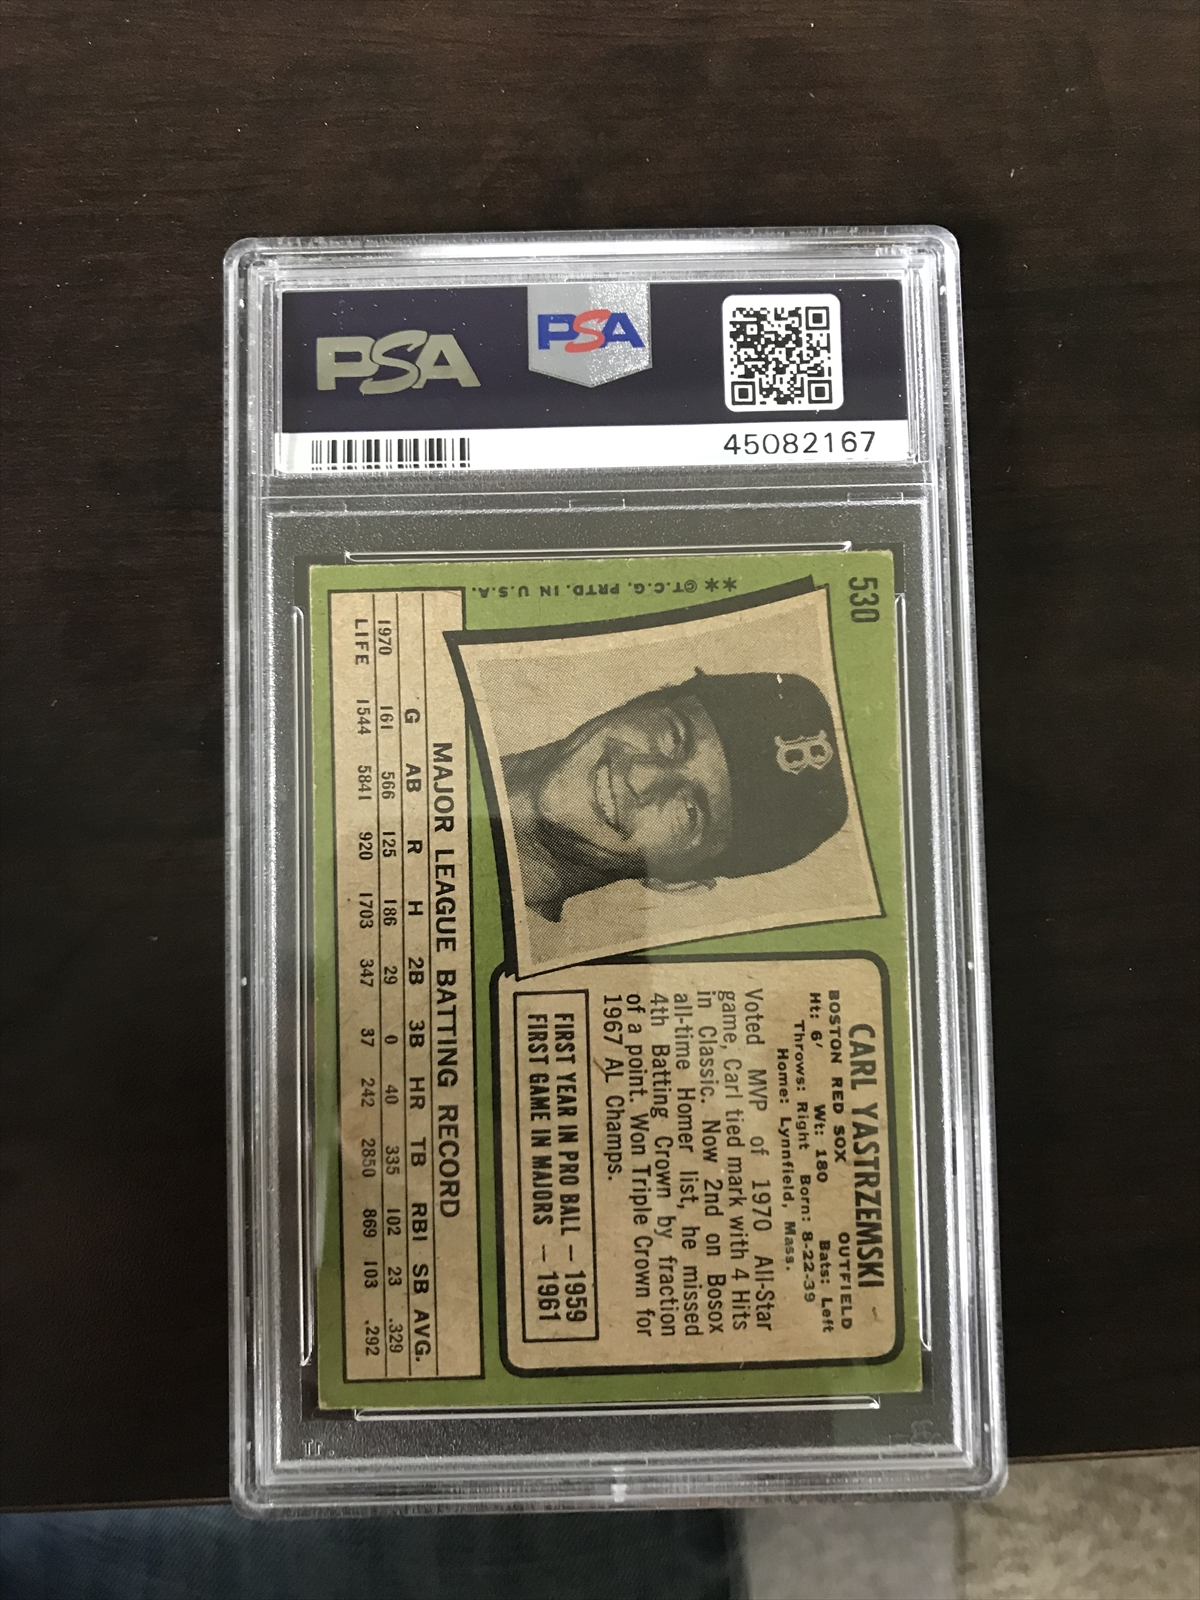 PSA
PSA
45082167
530
**
©T.C.G. PRTD. IN U.S.A.
B
CARL YASTRZEMSKI
BOSTON RED SOX OUTFIELD
Ht: 6' Wt: 180 Bats: Left
Throws: Right Born: 8-22-39
Home: Lynnfield, Mass.
Voted MVP of 1970 All-Star
game, Carl tied mark with 4 Hits
in Classic. Now 2nd on Bosox
all-time Homer list, he missed
4th Batting Crown by fraction
of a point. Won Triple Crown for
1967 AL Champs.
FIRST YEAR IN PRO BALL — 1959
FIRST GAME IN MAJORS — 1961
MAJOR LEAGUE BATTING RECORD
G AB R H 2B 3B HR TB RBI SB AVG.
1970 161 566 125 186 29 0 40 335 102 23 .329
LIFE 1544 5841 920 1703 347 37 242 2850 869 103 .292